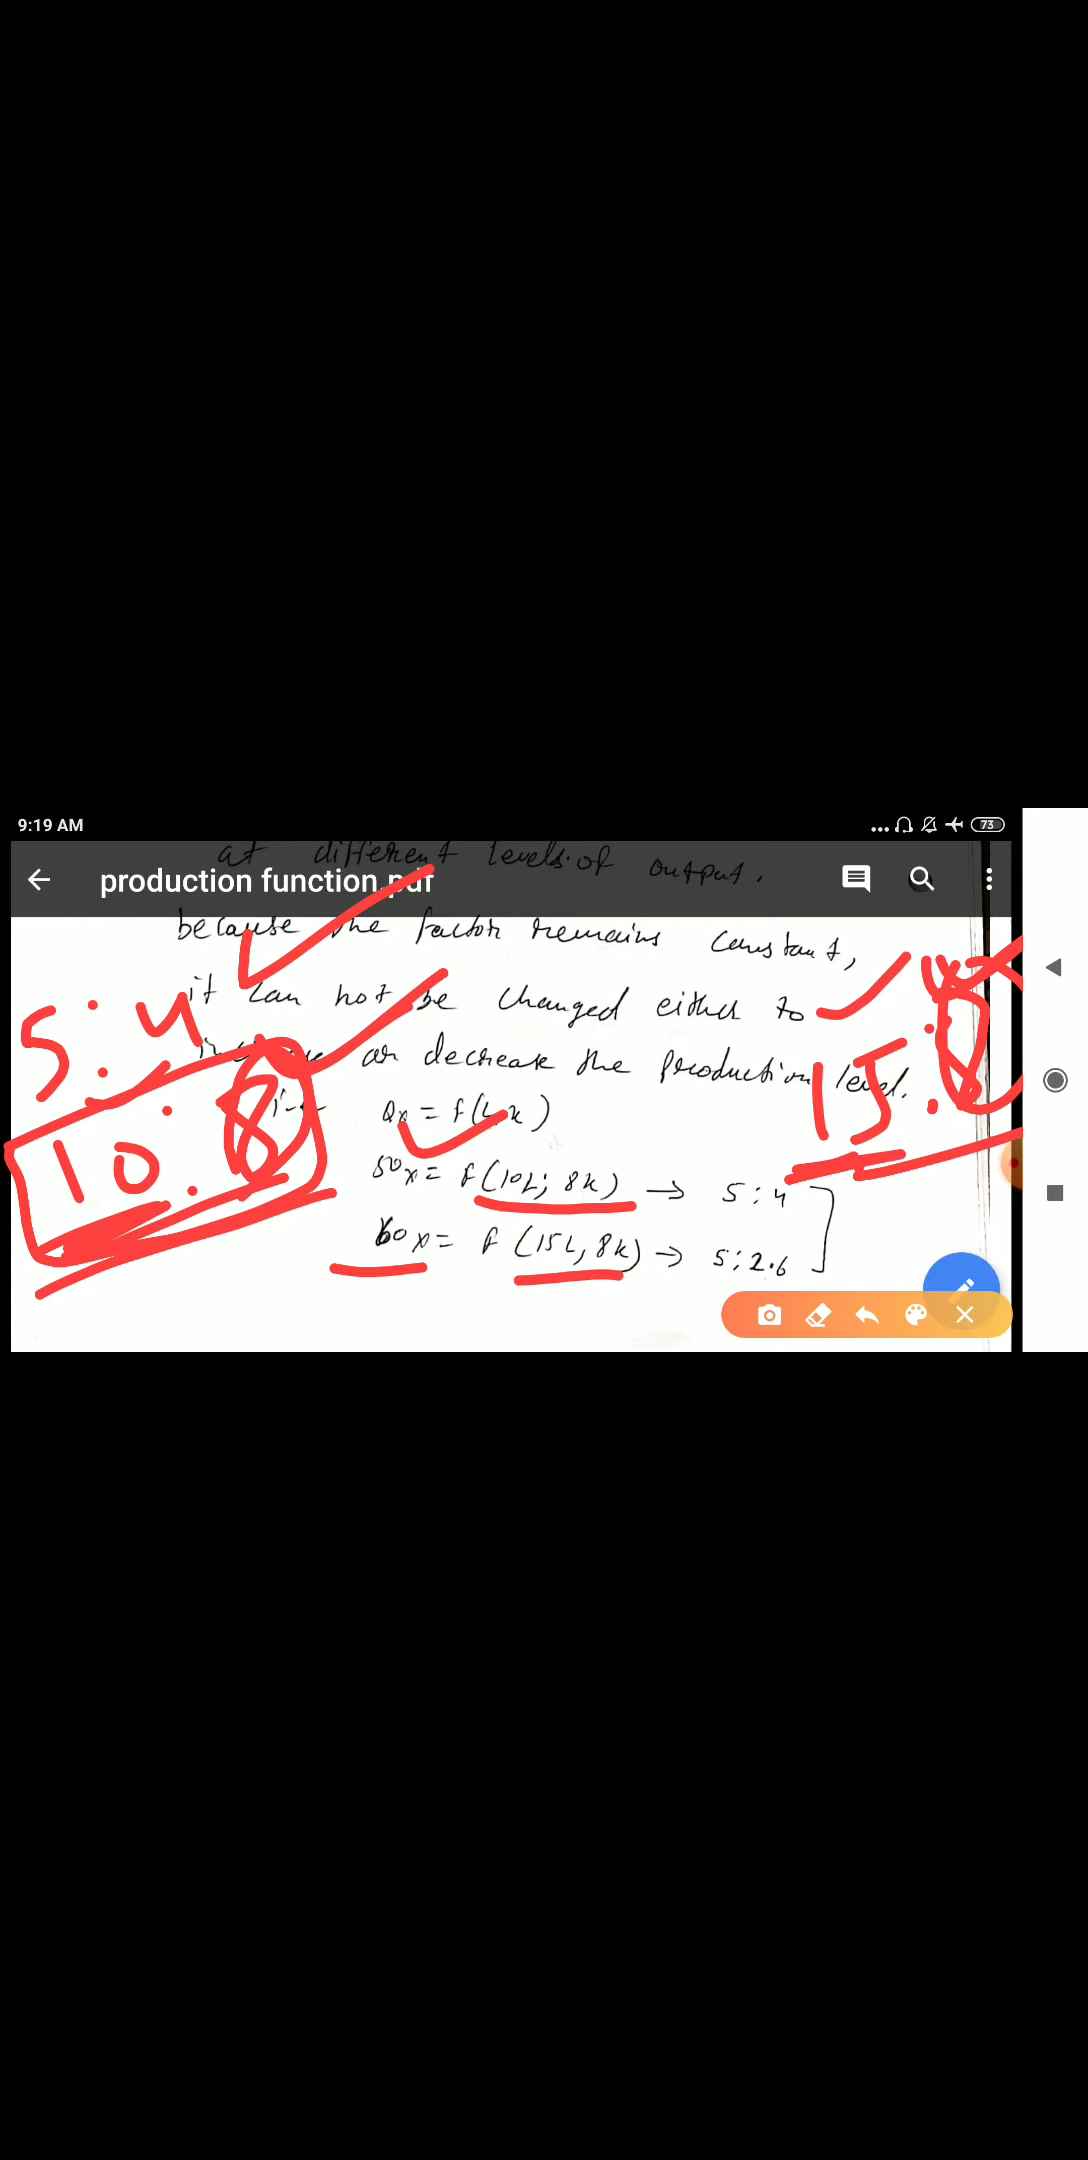 9:19 AM
73
at different levels of output.
production function.pdf
because the factor remains constant,
it can not be changed either to
5:4
or decrease the production level.
10:8
15:8
i.e Qx = f(L, K)
50x = f(10L; 8K) → 5:4
60x = f(15L, 8K) → 5:2.6